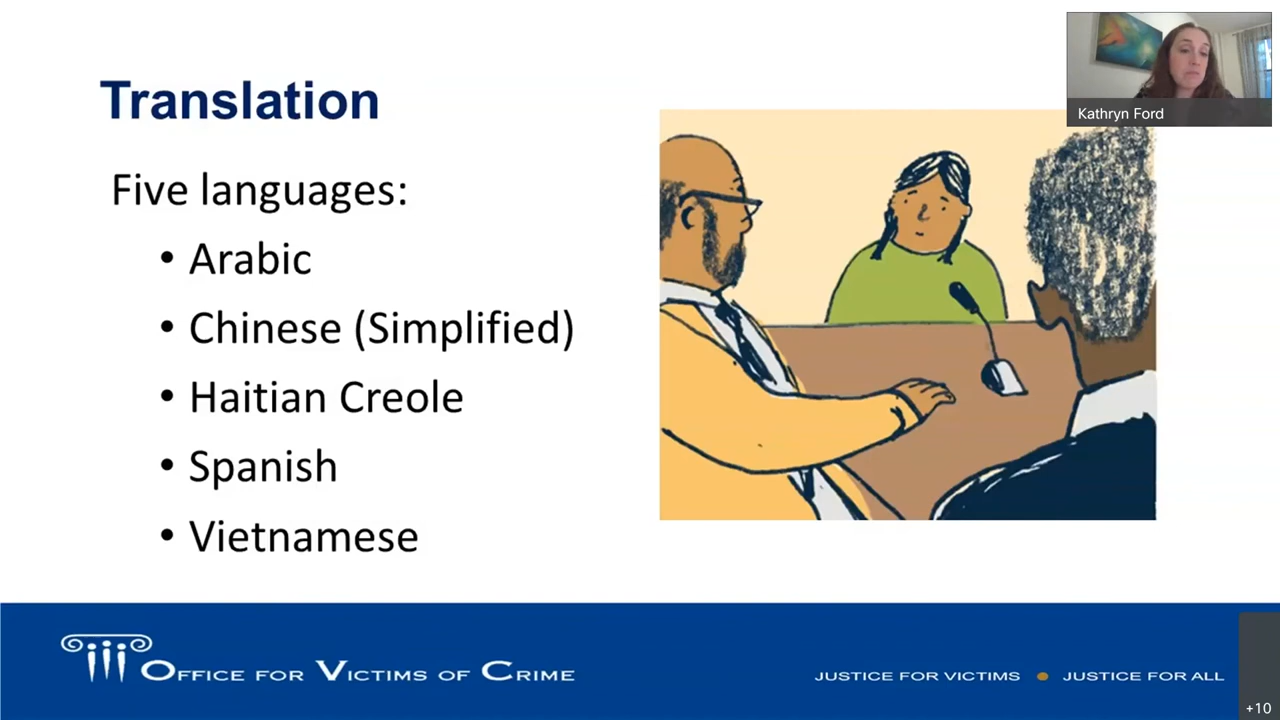 Translation
Five languages:
• Arabic
• Chinese (Simplified)
• Haitian Creole
• Spanish
• Vietnamese
Kathryn Ford
OFFICE FOR VICTIMS OF CRIME
JUSTICE FOR VICTIMS • JUSTICE FOR ALL
+10